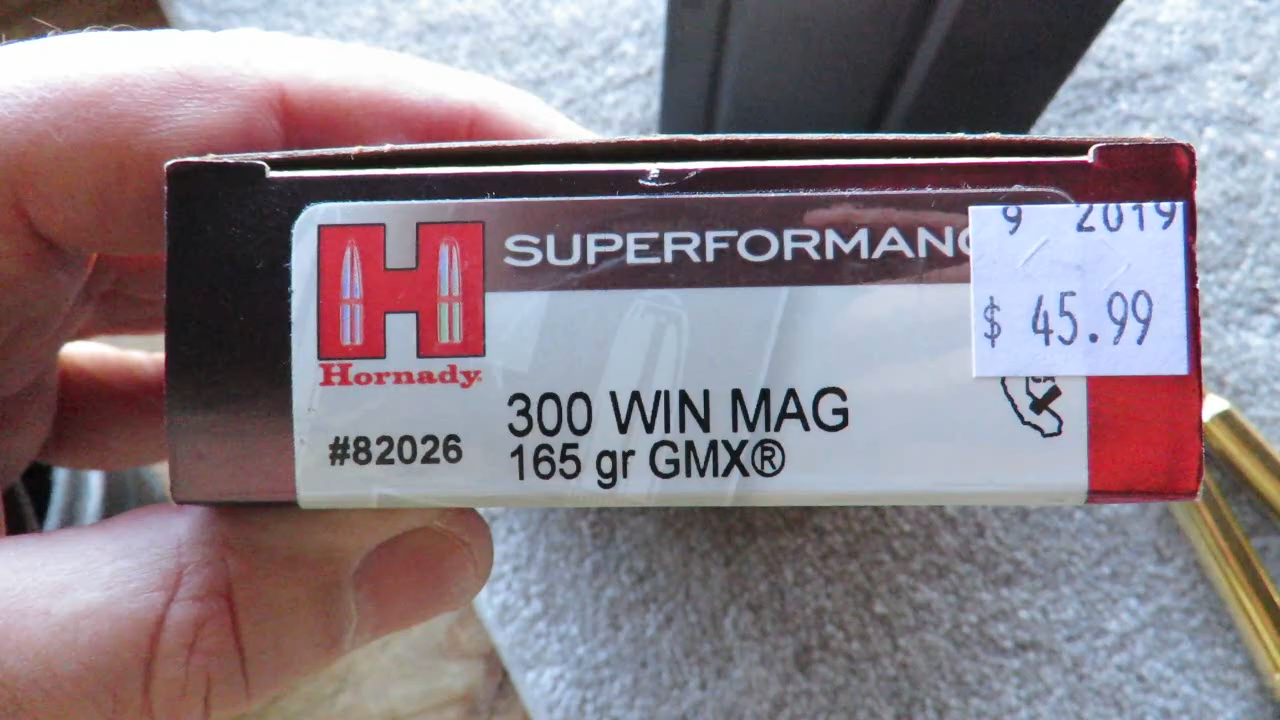 SUPERFORMANC
9 2019
$ 45.99
Hornady
300 WIN MAG
#82026
165 gr GMX®